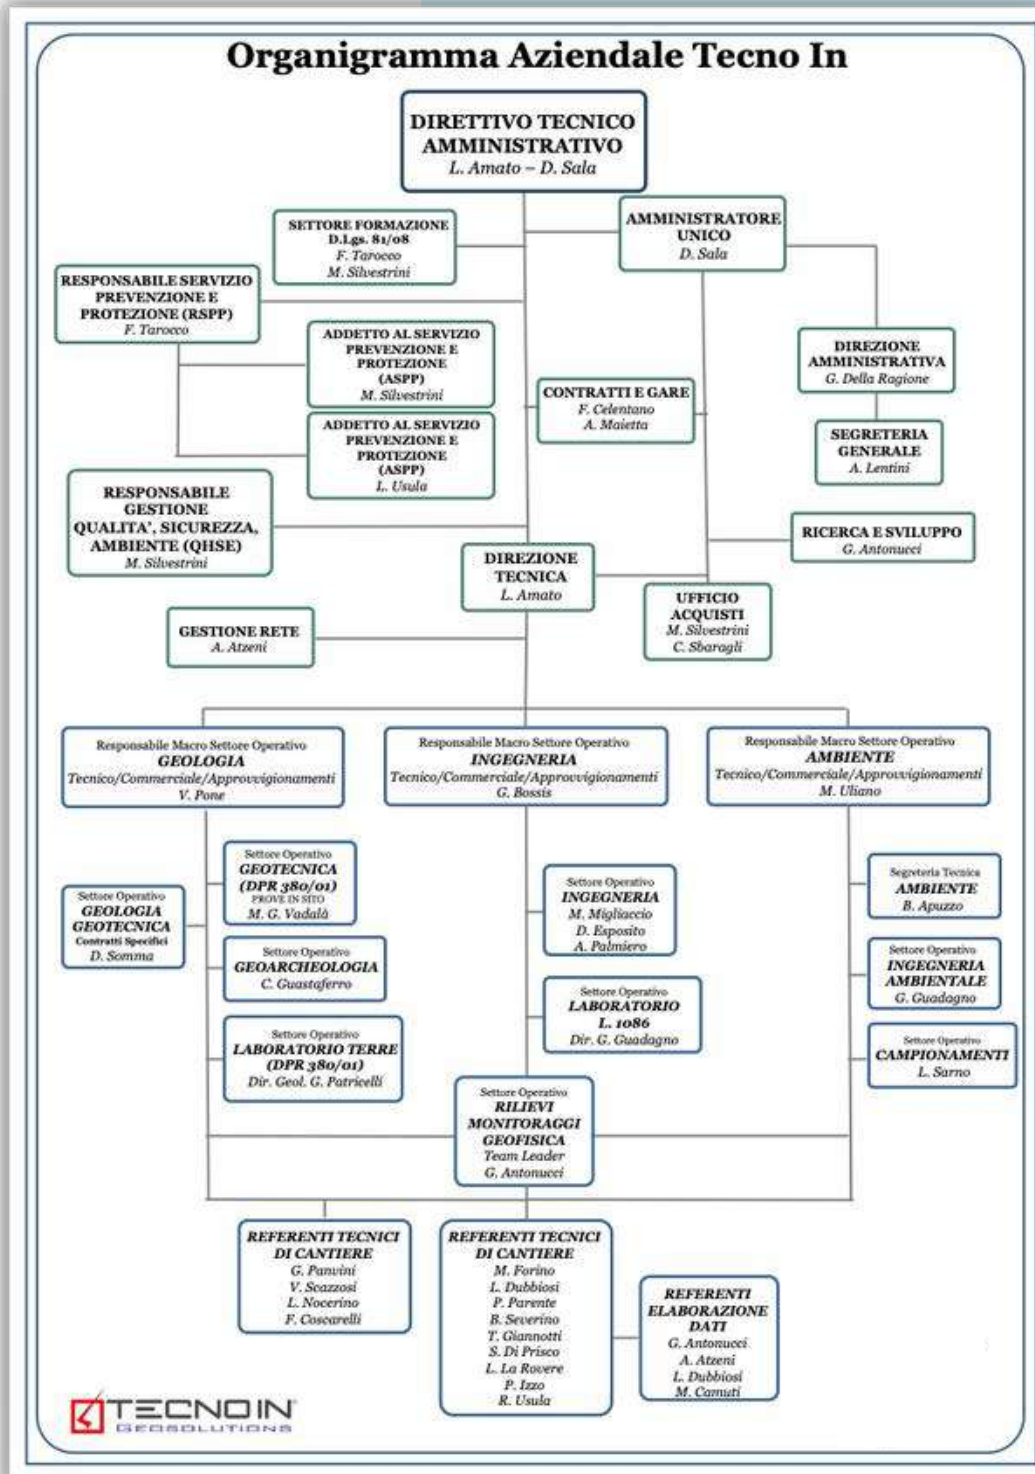 Organigramma Aziendale Tecno In
DIRETTIVO TECNICO
AMMINISTRATIVO
L. Amato – D. Sala
SETTORE FORMAZIONE
D.Lgs. 81/08
F. Tarocco
M. Silvestrini
AMMINISTRATORE
UNICO
D. Sala
RESPONSABILE SERVIZIO
PREVENZIONE E
PROTEZIONE (RSPP)
F. Tarocco
ADDETTO AL SERVIZIO
PREVENZIONE E
PROTEZIONE
(ASPP)
M. Silvestrini
DIREZIONE
AMMINISTRATIVA
G. Della Ragione
CONTRATTI E GARE
F. Celentano
A. Maietta
ADDETTO AL SERVIZIO
PREVENZIONE E
PROTEZIONE
(ASPP)
L. Usula
SEGRETERIA
GENERALE
A. Lentini
RESPONSABILE
GESTIONE
QUALITA', SICUREZZA,
AMBIENTE (QHSE)
M. Silvestrini
RICERCA E SVILUPPO
G. Antonucci
DIREZIONE
TECNICA
L. Amato
UFFICIO
ACQUISTI
M. Silvestrini
C. Sbaragli
GESTIONE RETE
A. Atzeni
Responsabile Macro Settore Operativo
GEOLOGIA
Tecnico/Commerciale/Approvvigionamenti
V. Pone
Responsabile Macro Settore Operativo
INGEGNERIA
Tecnico/Commerciale/Approvvigionamenti
G. Bossis
Responsabile Macro Settore Operativo
AMBIENTE
Tecnico/Commerciale/Approvvigionamenti
M. Uliano
Settore Operativo
GEOTECNICA
(DPR 380/01)
PROVE IN SITO
M. G. Vadalà
Settore Operativo
GEOLOGIA
GEOTECNICA
Contratti Specifici
D. Somma
Settore Operativo
INGEGNERIA
M. Migliaccio
D. Esposito
A. Palmiero
Segreteria Tecnica
AMBIENTE
B. Apuzzo
Settore Operativo
GEOARCHEOLOGIA
C. Guastaferro
Settore Operativo
INGEGNERIA
AMBIENTALE
G. Guadagno
Settore Operativo
LABORATORIO
L. 1086
Dir. G. Guadagno
Settore Operativo
LABORATORIO TERRE
(DPR 380/01)
Dir. Geol. G. Patricelli
Settore Operativo
CAMPIONAMENTI
L. Sarno
Settore Operativo
RILIEVI
MONITORAGGI
GEOFISICA
Team Leader
G. Antonucci
REFERENTI TECNICI
DI CANTIERE
G. Panvini
V. Scazzosi
L. Nocerino
F. Coscarelli
REFERENTI TECNICI
DI CANTIERE
M. Forino
L. Dubbiosi
P. Parente
B. Severino
T. Giannotti
S. Di Prisco
L. La Rovere
P. Izzo
R. Usula
REFERENTI
ELABORAZIONE
DATI
G. Antonucci
A. Atzeni
L. Dubbiosi
M. Camuti
TECNOIN
GEOSOLUTIONS